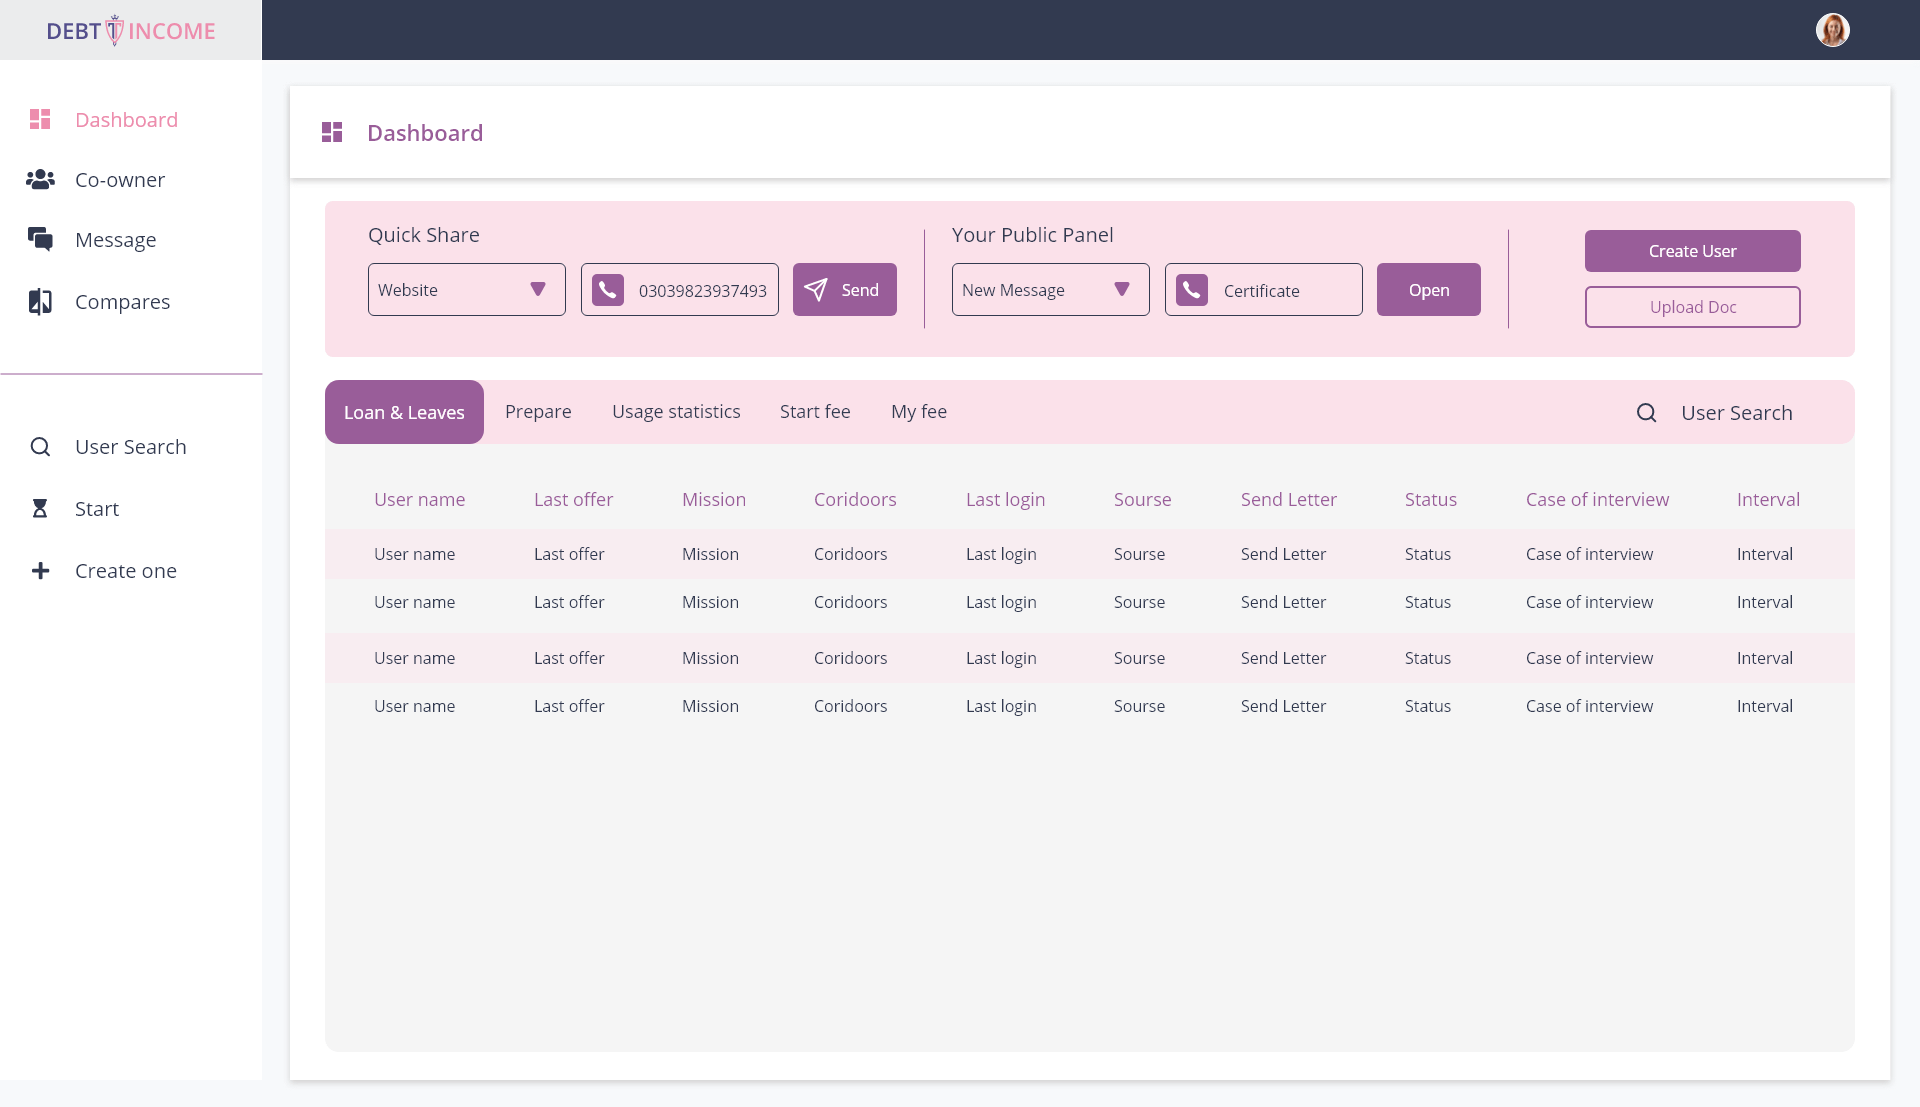 DEBT INCOME
Dashboard
Co-owner
Message
Compares
User Search
Start
Create one
Dashboard
Quick Share
Website
03039823937493
Send
Your Public Panel
New Message
Certificate
Open
Create User
Upload Doc
Loan & Leaves Prepare Usage statistics Start fee My fee User Search
User name Last offer Mission Coridoors Last login Sourse Send Letter Status Case of interview Interval
User name Last offer Mission Coridoors Last login Sourse Send Letter Status Case of interview Interval
User name Last offer Mission Coridoors Last login Sourse Send Letter Status Case of interview Interval
User name Last offer Mission Coridoors Last login Sourse Send Letter Status Case of interview Interval
User name Last offer Mission Coridoors Last login Sourse Send Letter Status Case of interview Interval